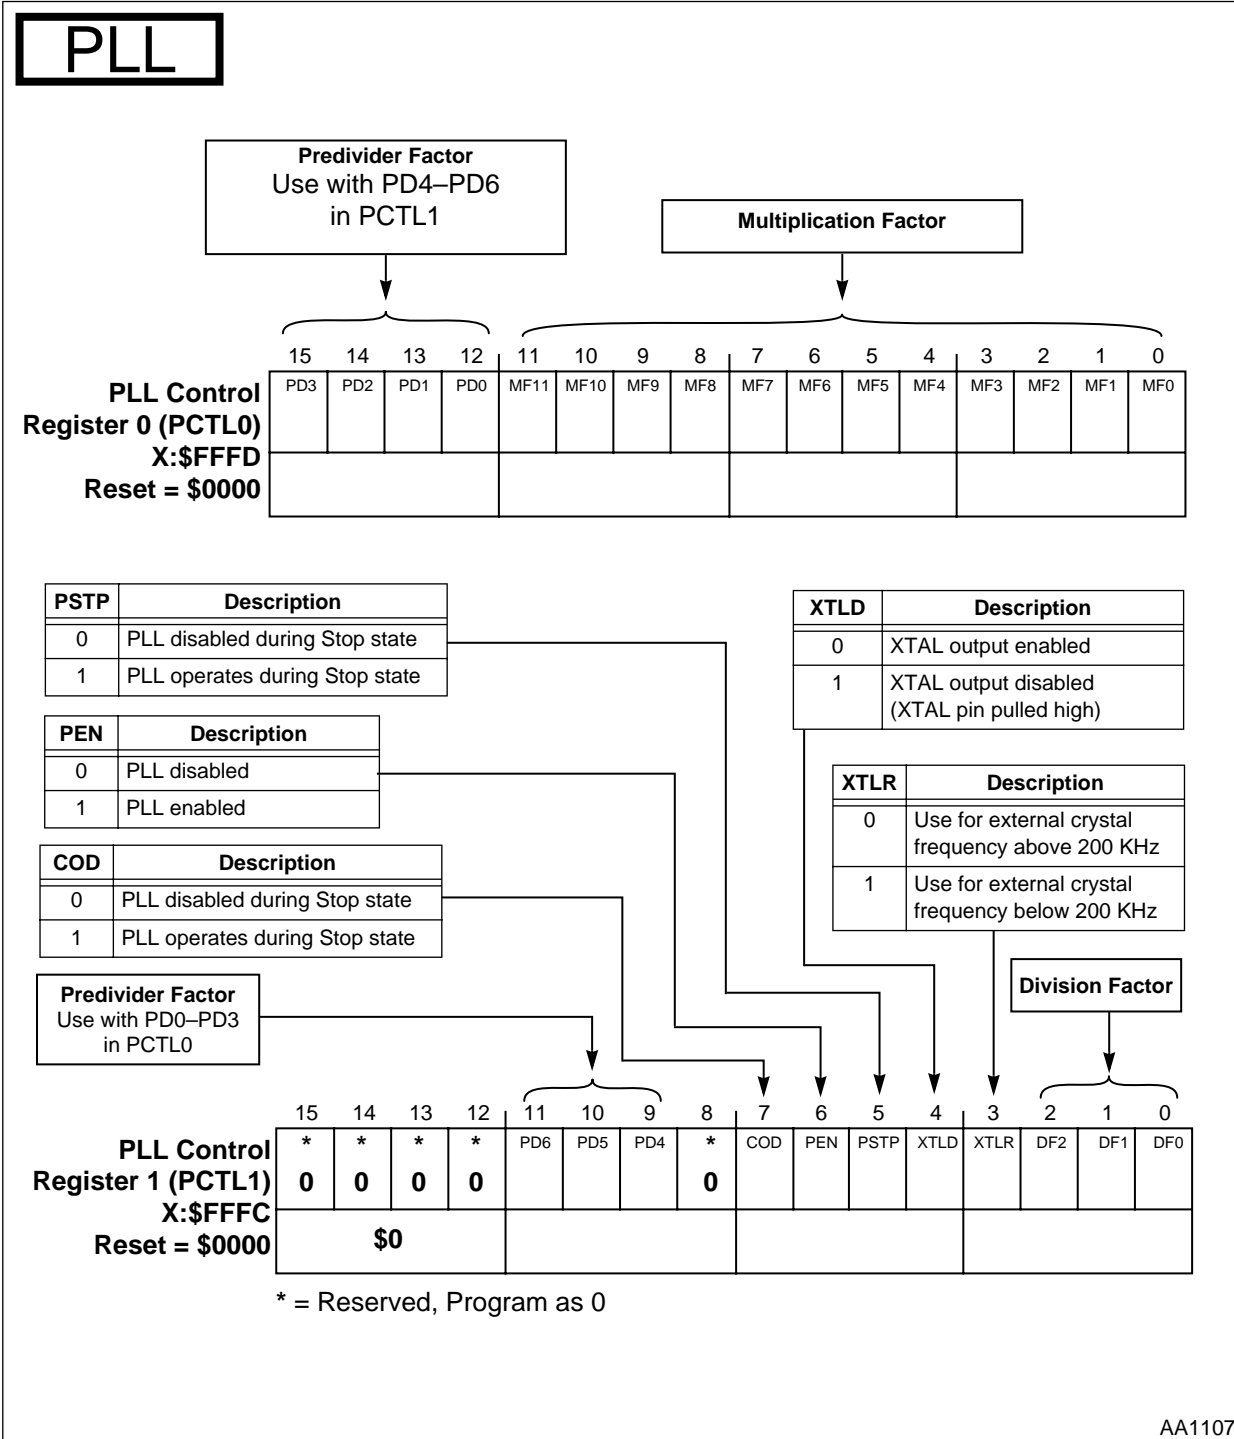 PLL
Predivider Factor
Use with PD4–PD6
in PCTL1
Multiplication Factor
15 14 13 12 11 10 9 8 7 6 5 4 3 2 1 0
PLL Control
Register 0 (PCTL0)
X:$FFFD
Reset = $0000
PD3 PD2 PD1 PD0 MF11 MF10 MF9 MF8 MF7 MF6 MF5 MF4 MF3 MF2 MF1 MF0
PSTP Description
0 PLL disabled during Stop state
1 PLL operates during Stop state
XTLD Description
0 XTAL output enabled
1 XTAL output disabled
(XTAL pin pulled high)
PEN Description
0 PLL disabled
1 PLL enabled
XTLR Description
0 Use for external crystal
frequency above 200 KHz
1 Use for external crystal
frequency below 200 KHz
COD Description
0 PLL disabled during Stop state
1 PLL operates during Stop state
Predivider Factor
Use with PD0–PD3
in PCTL0
Division Factor
15 14 13 12 11 10 9 8 7 6 5 4 3 2 1 0
PLL Control
Register 1 (PCTL1)
X:$FFFC
Reset = $0000
* * * * PD6 PD5 PD4 * COD PEN PSTP XTLD XTLR DF2 DF1 DF0
0 0 0 0 0
$0
* = Reserved, Program as 0
AA1107